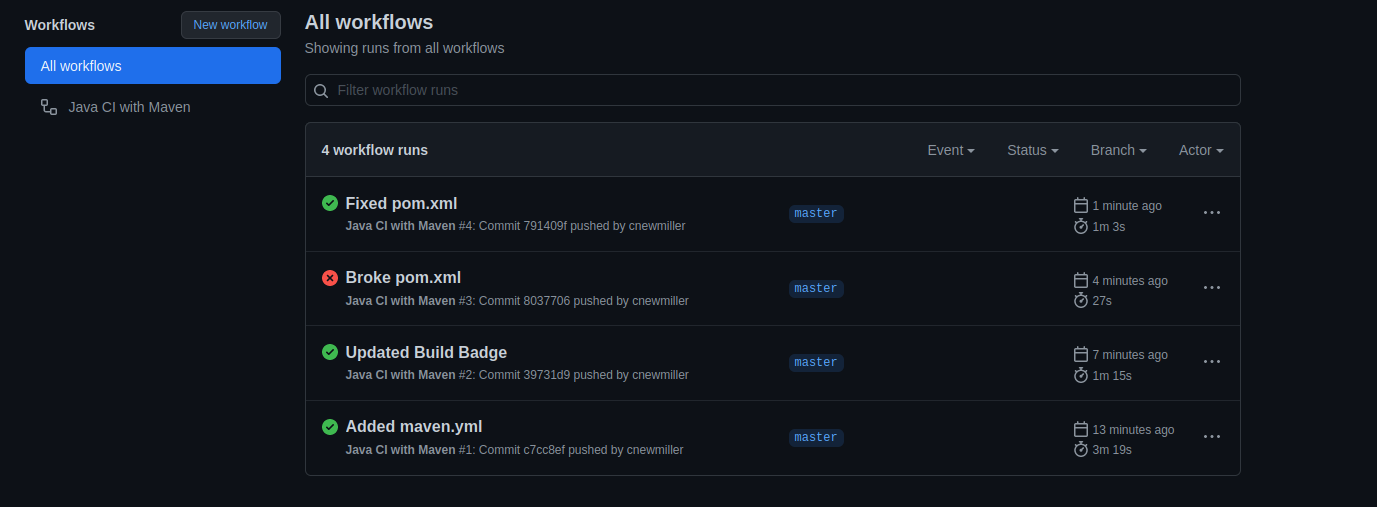 Workflows
New workflow
All workflows
Java CI with Maven
All workflows
Showing runs from all workflows
Filter workflow runs
4 workflow runs
Event
Status
Branch
Actor
Fixed pom.xml
Java CI with Maven #4: Commit 791409f pushed by cnewmiller
master
1 minute ago
1m 3s
Broke pom.xml
Java CI with Maven #3: Commit 8037706 pushed by cnewmiller
master
4 minutes ago
27s
Updated Build Badge
Java CI with Maven #2: Commit 39731d9 pushed by cnewmiller
master
7 minutes ago
1m 15s
Added maven.yml
Java CI with Maven #1: Commit c7cc8ef pushed by cnewmiller
master
13 minutes ago
3m 19s